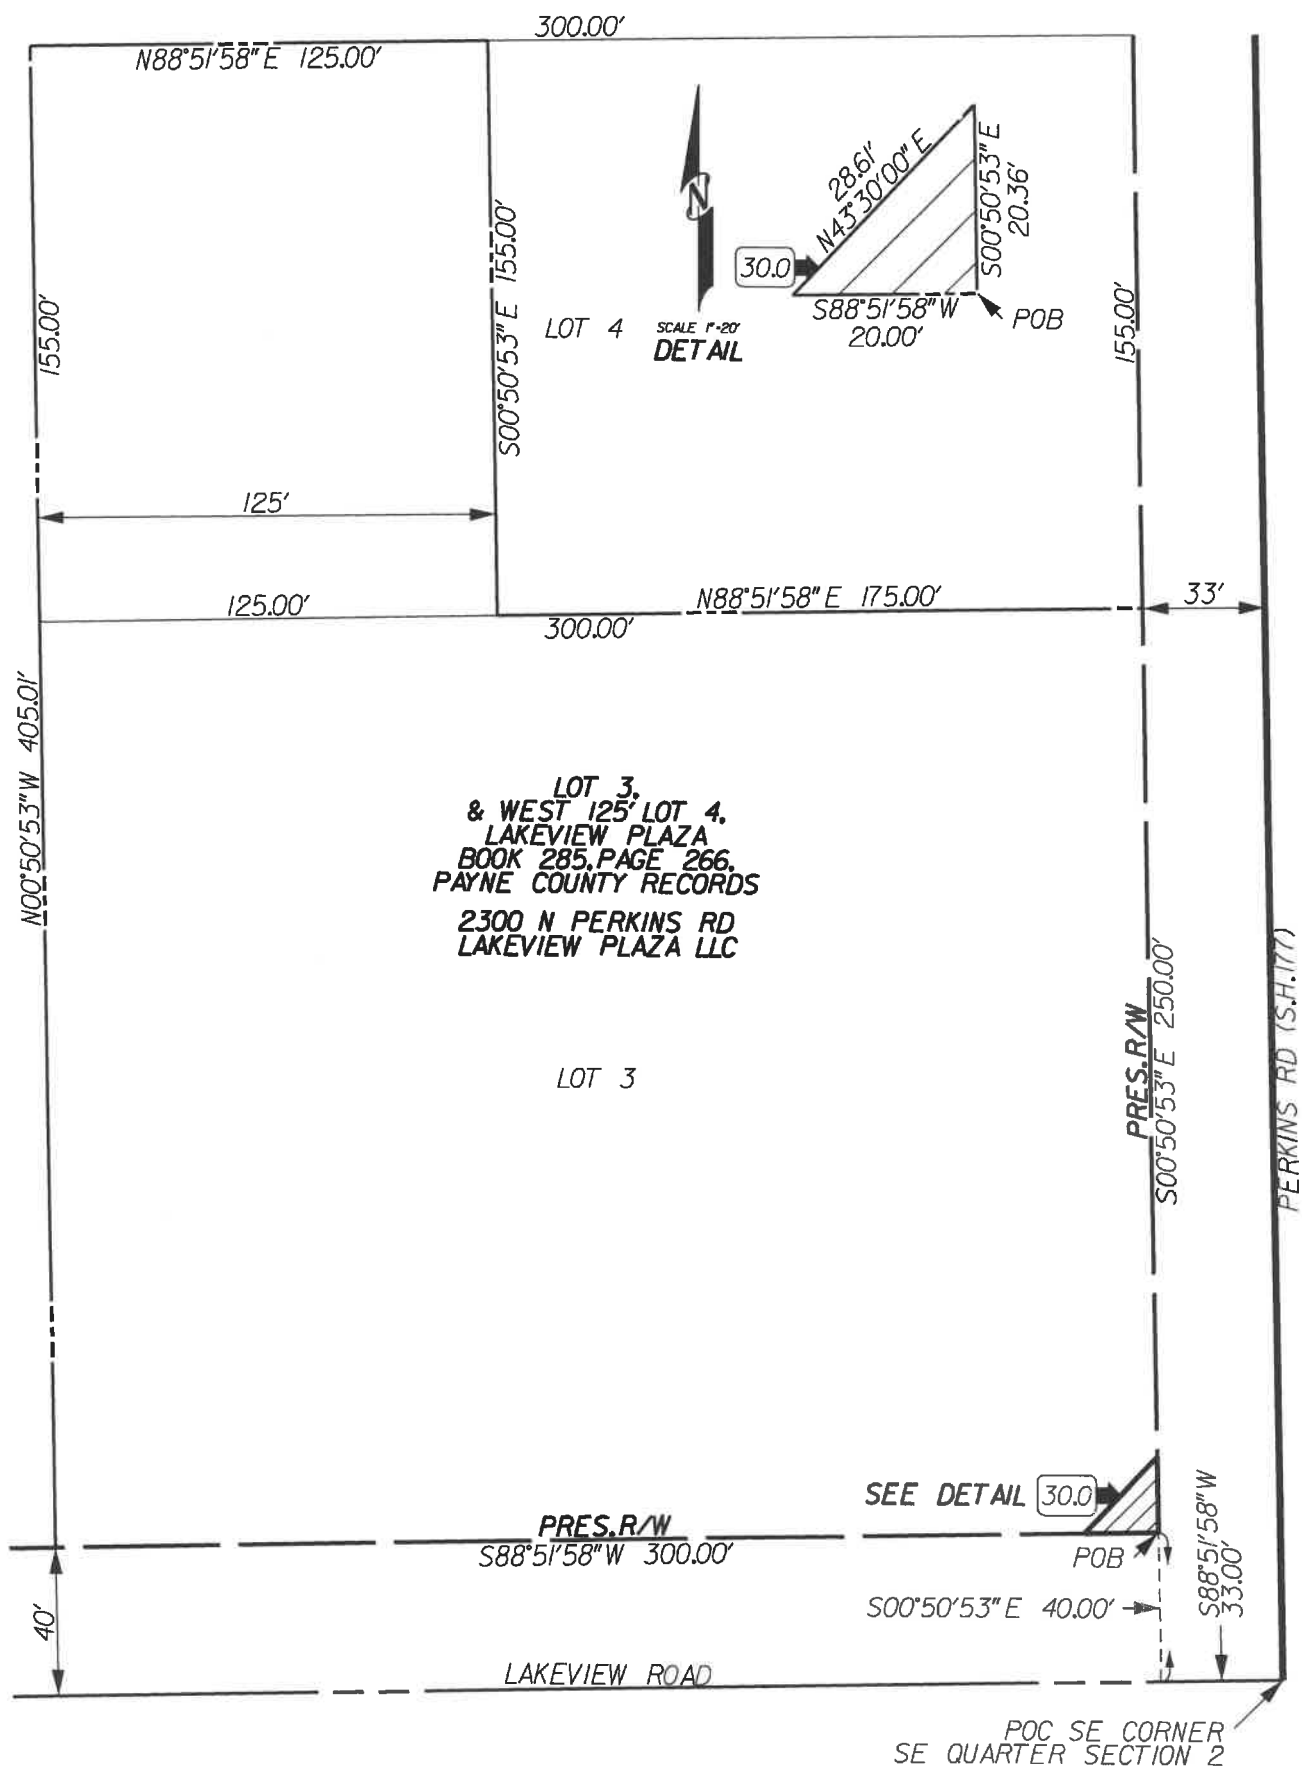 300.00'
N88°51'58" E 125.00'
155.00'
S00°50'53" E 155.00'
N
28.61'
N43°30'00" E
S00°50'53" E
20.36'
30.0
S88°51'58" W
20.00'
POB
LOT 4
SCALE 1"=20'
DETAIL
155.00'
125'
125.00'
N88°51'58" E 175.00'
33'
300.00'
N00°50'53" W 405.01'
LOT 3,
& WEST 125' LOT 4,
LAKEVIEW PLAZA
BOOK 285, PAGE 266,
PAYNE COUNTY RECORDS
2300 N PERKINS RD
LAKEVIEW PLAZA LLC
LOT 3
PRES. R/W
S00°50'53" E 250.00'
PERKINS RD (S.H. 177)
SEE DETAIL 30.0
PRES. R/W
S88°51'58" W 300.00'
POB
S88°51'58" W
33.00'
S00°50'53" E 40.00'
40'
LAKEVIEW ROAD
POC SE CORNER
SE QUARTER SECTION 2